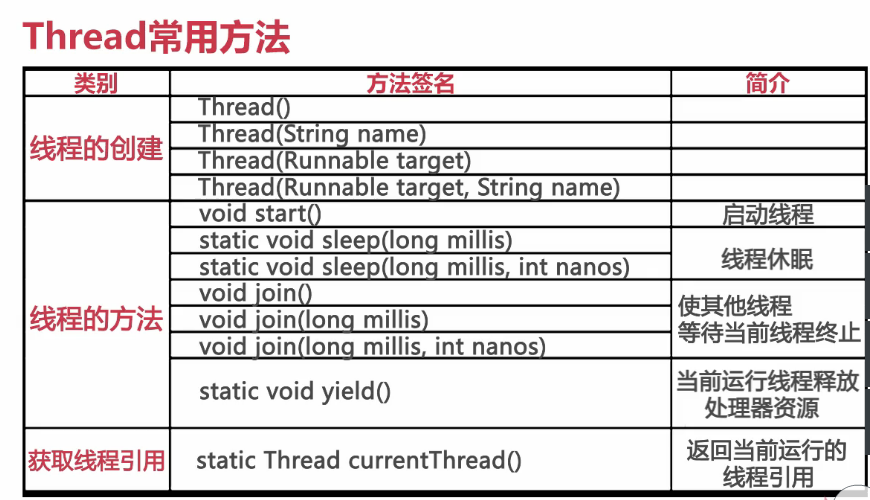 Thread常用方法
类别 方法签名 简介
线程的创建
Thread()
Thread(String name)
Thread(Runnable target)
Thread(Runnable target, String name)
线程的方法
void start() 启动线程
static void sleep(long millis)
static void sleep(long millis, int nanos)
线程休眠
void join()
void join(long millis)
void join(long millis, int nanos)
使其他线程
等待当前线程终止
static void yield()
当前运行线程释放
处理器资源
获取线程引用 static Thread currentThread()
返回当前运行的
线程引用